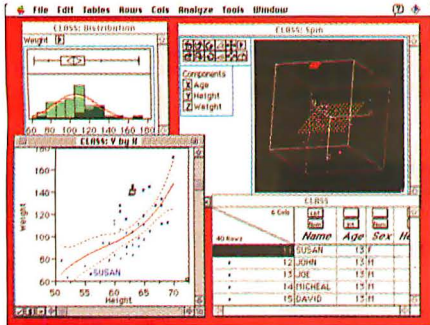 File Edit Tables Rows Cols Analyze Tools Window
CLASS: Distribution
Weight
60 80 100 120 140 160 180
CLASS: Spin
Components
X Age
Y Height
Z Weight
CLASS: Y by X
180
160
140
120
100
80
60
Weight
SUSAN
50 55 60 65 70
Height
CLASS
6 Cols
40 Rows
Name Age Sex
11 SUSAN 13 F
12 JOHN 13 M
13 JOE 13 M
14 MICHEAL 13 M
15 DAVID 13 M